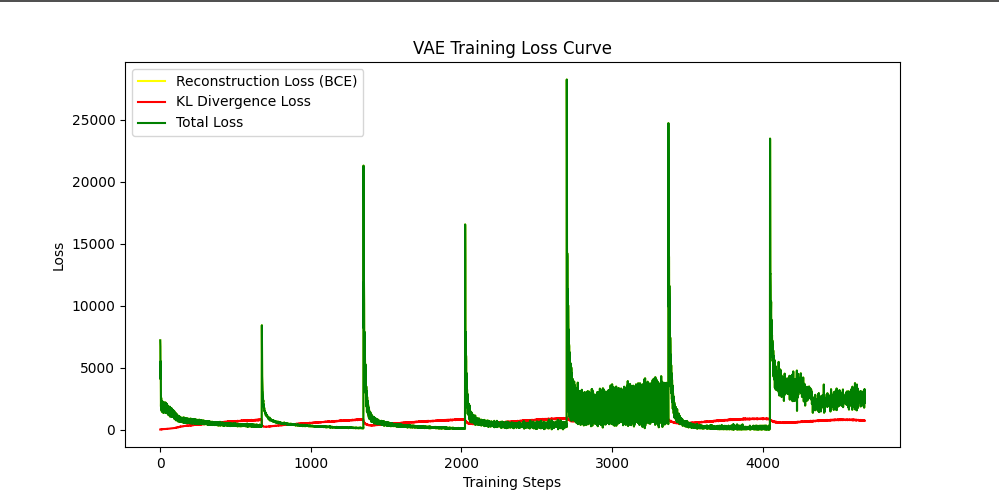 VAE Training Loss Curve
Reconstruction Loss (BCE)
KL Divergence Loss
Total Loss
25000
20000
15000
10000
5000
0
Loss
0 1000 2000 3000 4000
Training Steps